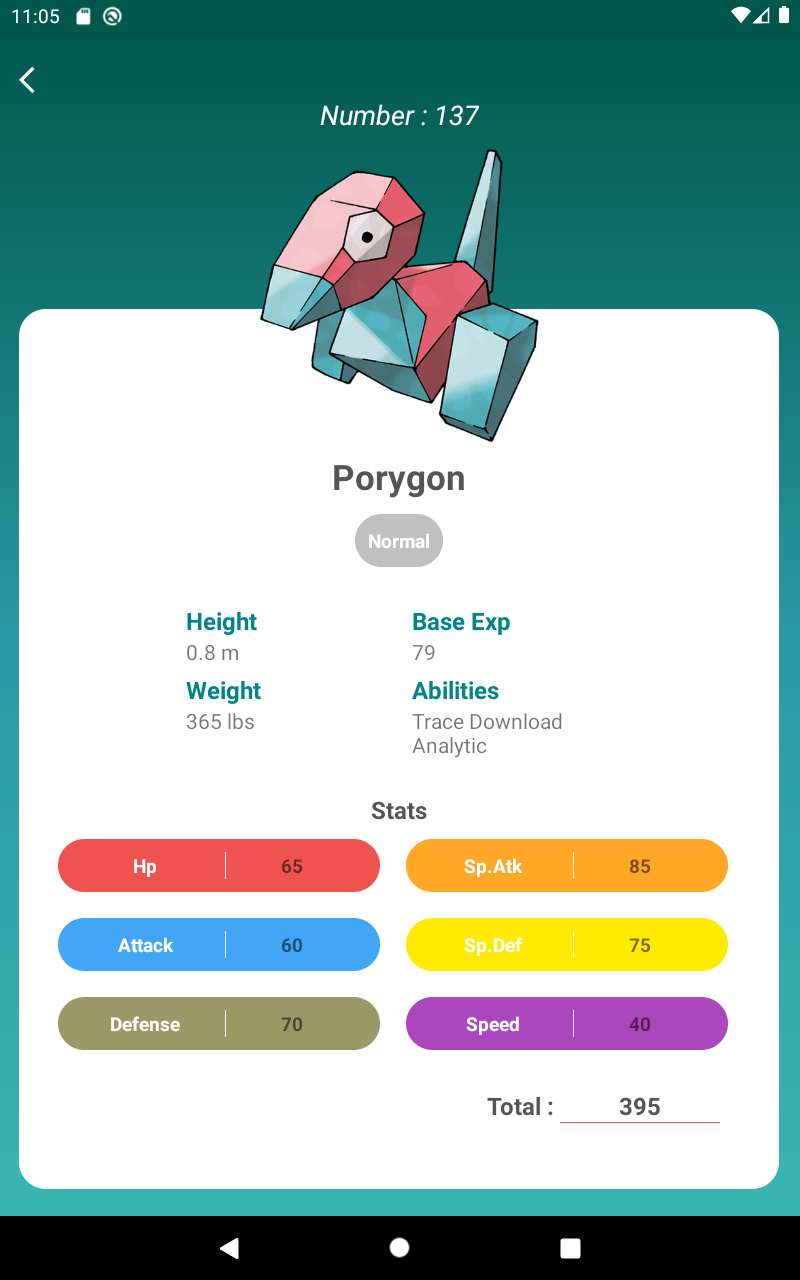 11:05
Number : 137
Porygon
Normal
Height
0.8 m
Base Exp
79
Weight
365 lbs
Abilities
Trace Download
Analytic
Stats
Hp 65
Sp.Atk 85
Attack 60
Sp.Def 75
Defense 70
Speed 40
Total : 395